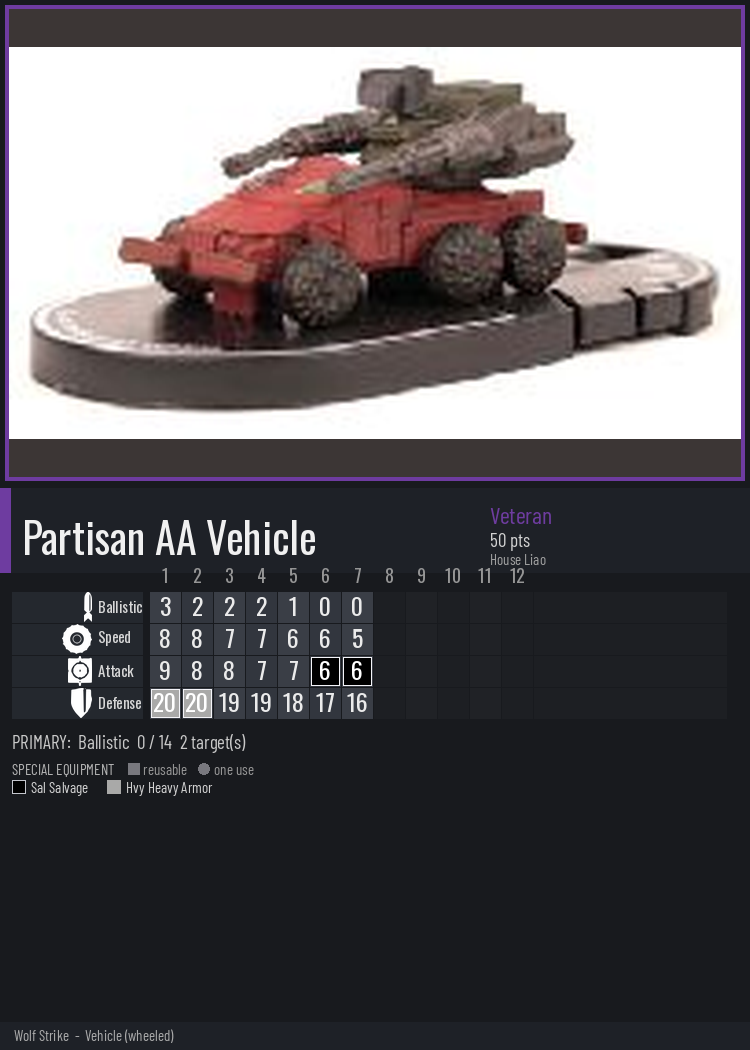 Partisan AA Vehicle
Veteran
50 pts
House Liao
1 2 3 4 5 6 7 8 9 10 11 12
Ballistic 3 2 2 2 1 0 0
Speed 8 8 7 7 6 6 5
Attack 9 8 8 7 7 6 6
Defense 20 20 19 19 18 17 16
PRIMARY: Ballistic 0 / 14 2 target(s)
SPECIAL EQUIPMENT reusable one use
Sal Salvage Hvy Heavy Armor
Wolf Strike - Vehicle (wheeled)